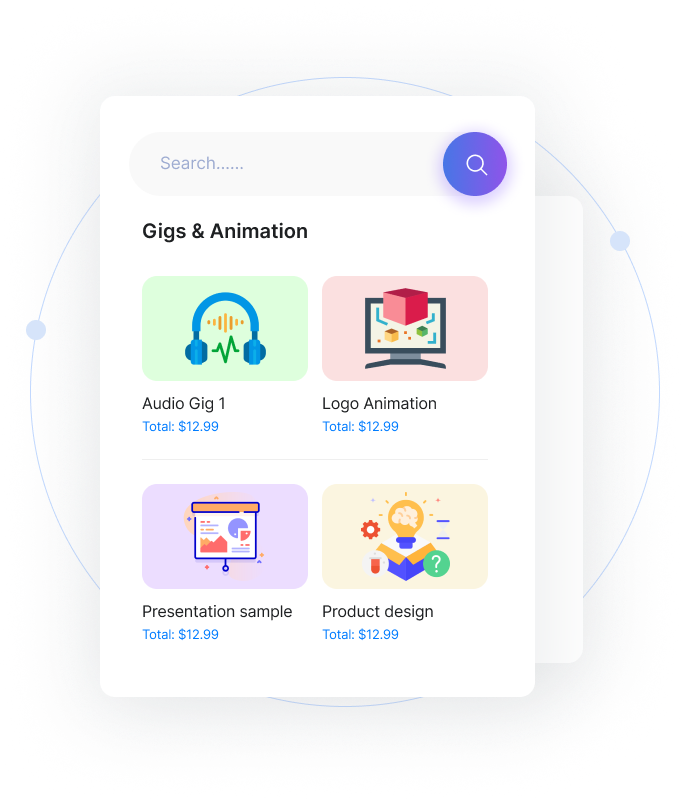 Search......
Gigs & Animation
Audio Gig 1
Total: $12.99
Logo Animation
Total: $12.99
Presentation sample
Total: $12.99
Product design
Total: $12.99
?